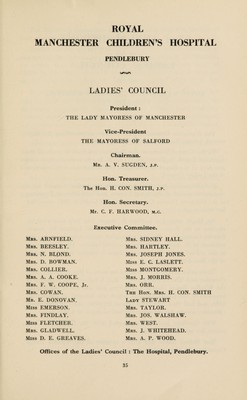 ROYAL
MANCHESTER CHILDREN'S HOSPITAL
PENDLEBURY
LADIES' COUNCIL
President:
THE LADY MAYORESS OF MANCHESTER
Vice-President
THE MAYORESS OF SALFORD
Chairman.
MR. A. V. SUGDEN, J.P.
Hon. Treasurer.
The Hon. H. CON. SMITH, J.P.
Hon. Secretary.
Mr. C. F. HARWOOD, M.C.
Executive Committee.
MRS. ARNFIELD.
MRS. BEESLEY.
MRS. N. BLOND.
MRS. D. BOWMAN.
MRS. COLLIER.
MRS. A. A. COOKE.
MRS. F. W. COOPE, Jr.
MRS. COWAN.
MR. E. DONOVAN.
MISS EMERSON.
MRS. FINDLAY.
MISS FLETCHER.
MRS. GLADWELL.
MISS D. E. GREAVES.
MRS. SIDNEY HALL.
MRS. HARTLEY.
MRS. JOSEPH JONES.
MISS E. C. LASLETT.
MISS MONTGOMERY.
MRS. J. MORRIS.
MRS. ORR.
THE HON. MRS. H. CON. SMITH
LADY STEWART
MRS. TAYLOR.
MRS. JOS. WALSHAW.
MRS. WEST.
MRS. J. WHITEHEAD.
MRS. A. P. WOOD.
Offices of the Ladies' Council: The Hospital, Pendlebury.
35